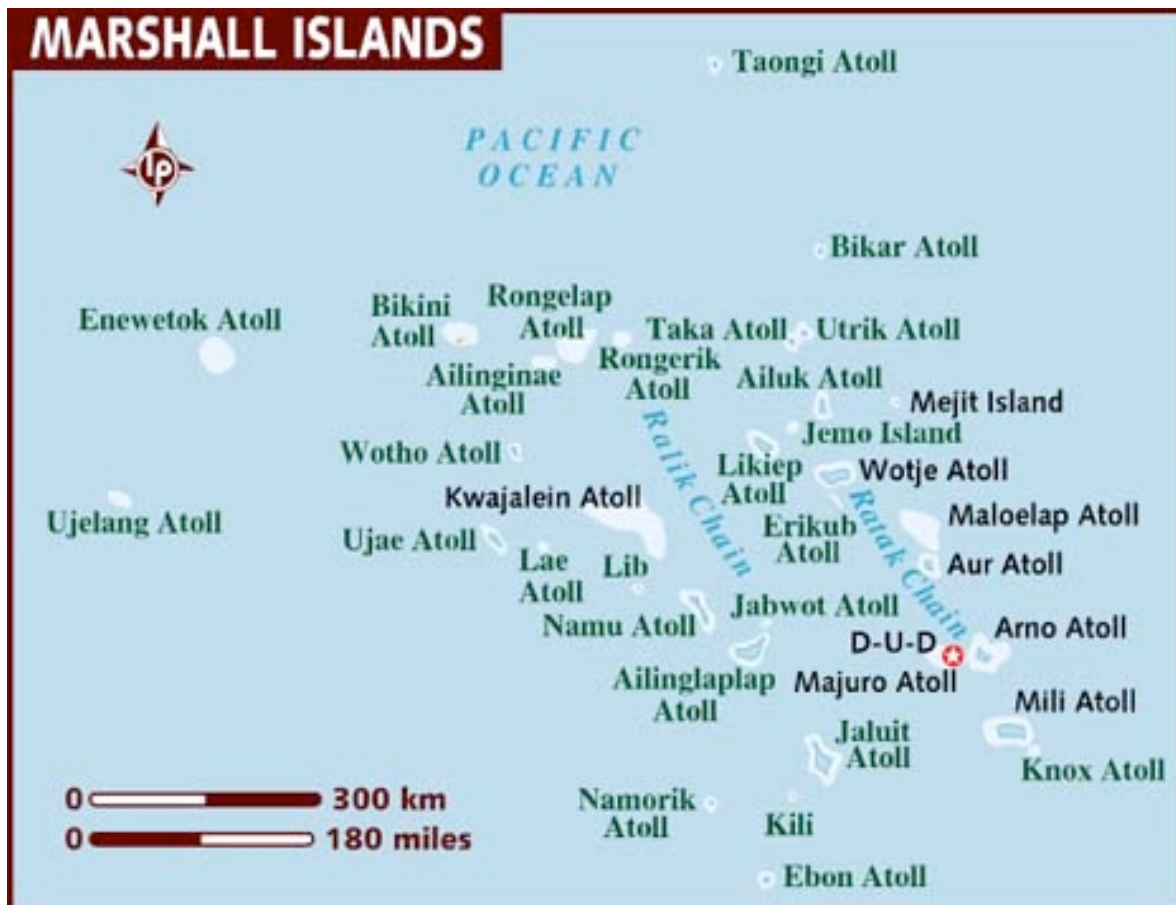 MARSHALL ISLANDS
Taongi Atoll
PACIFIC
OCEAN
lp
Bikar Atoll
Enewetok Atoll
Bikini
Atoll
Rongelap
Atoll
Taka Atoll
Utrik Atoll
Ailinginae
Atoll
Rongerik
Atoll
Ailuk Atoll
Mejit Island
Jemo Island
Ralik Chain
Wotho Atoll
Likiep
Atoll
Wotje Atoll
Kwajalein Atoll
Ratak Chain
Ujelang Atoll
Ujae Atoll
Erikub
Atoll
Maloelap Atoll
Lae
Atoll
Lib
Aur Atoll
Namu Atoll
Jabwot Atoll
D-U-D
Arno Atoll
Ailinglaplap
Atoll
Majuro Atoll
Mili Atoll
Jaluit
Atoll
Knox Atoll
0 300 km
0 180 miles
Namorik
Atoll
Kili
Ebon Atoll